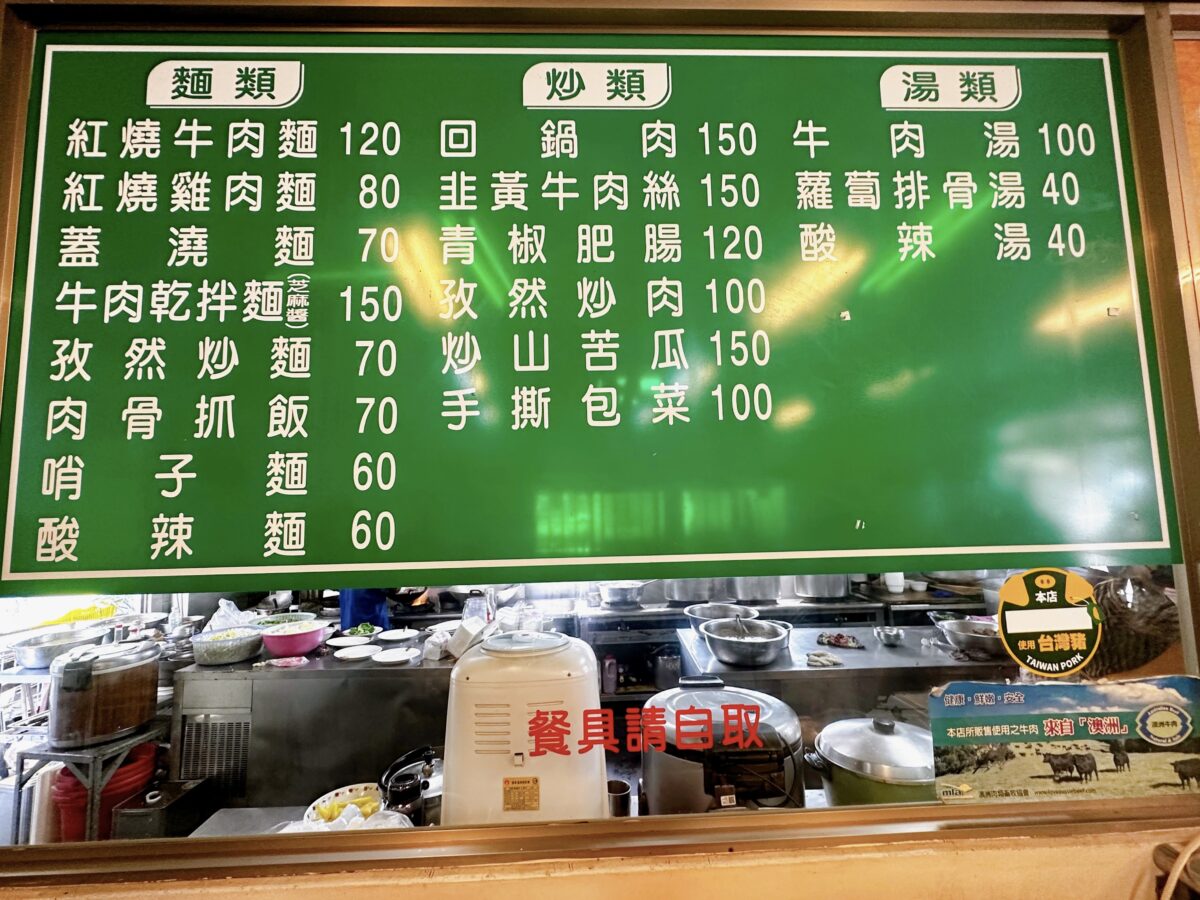 麵類
紅燒牛肉麵 120
紅燒雞肉麵 80
蓋澆麵 70
牛肉乾拌麵(芝麻醬) 150
孜然炒麵 70
肉骨抓飯 70
哨子麵 60
酸辣麵 60
炒類
回鍋肉 150
韭黃牛肉絲 150
青椒肥腸 120
孜然炒肉 100
炒山苦瓜 150
手撕包菜 100
湯類
牛肉湯 100
蘿蔔排骨湯 40
酸辣湯 40
餐具請自取
本店
使用台灣豬
TAIWAN PORK
健康·鮮嫩·安全
本店所販售使用之牛肉 來自「澳洲」
澳洲牛肉
mla